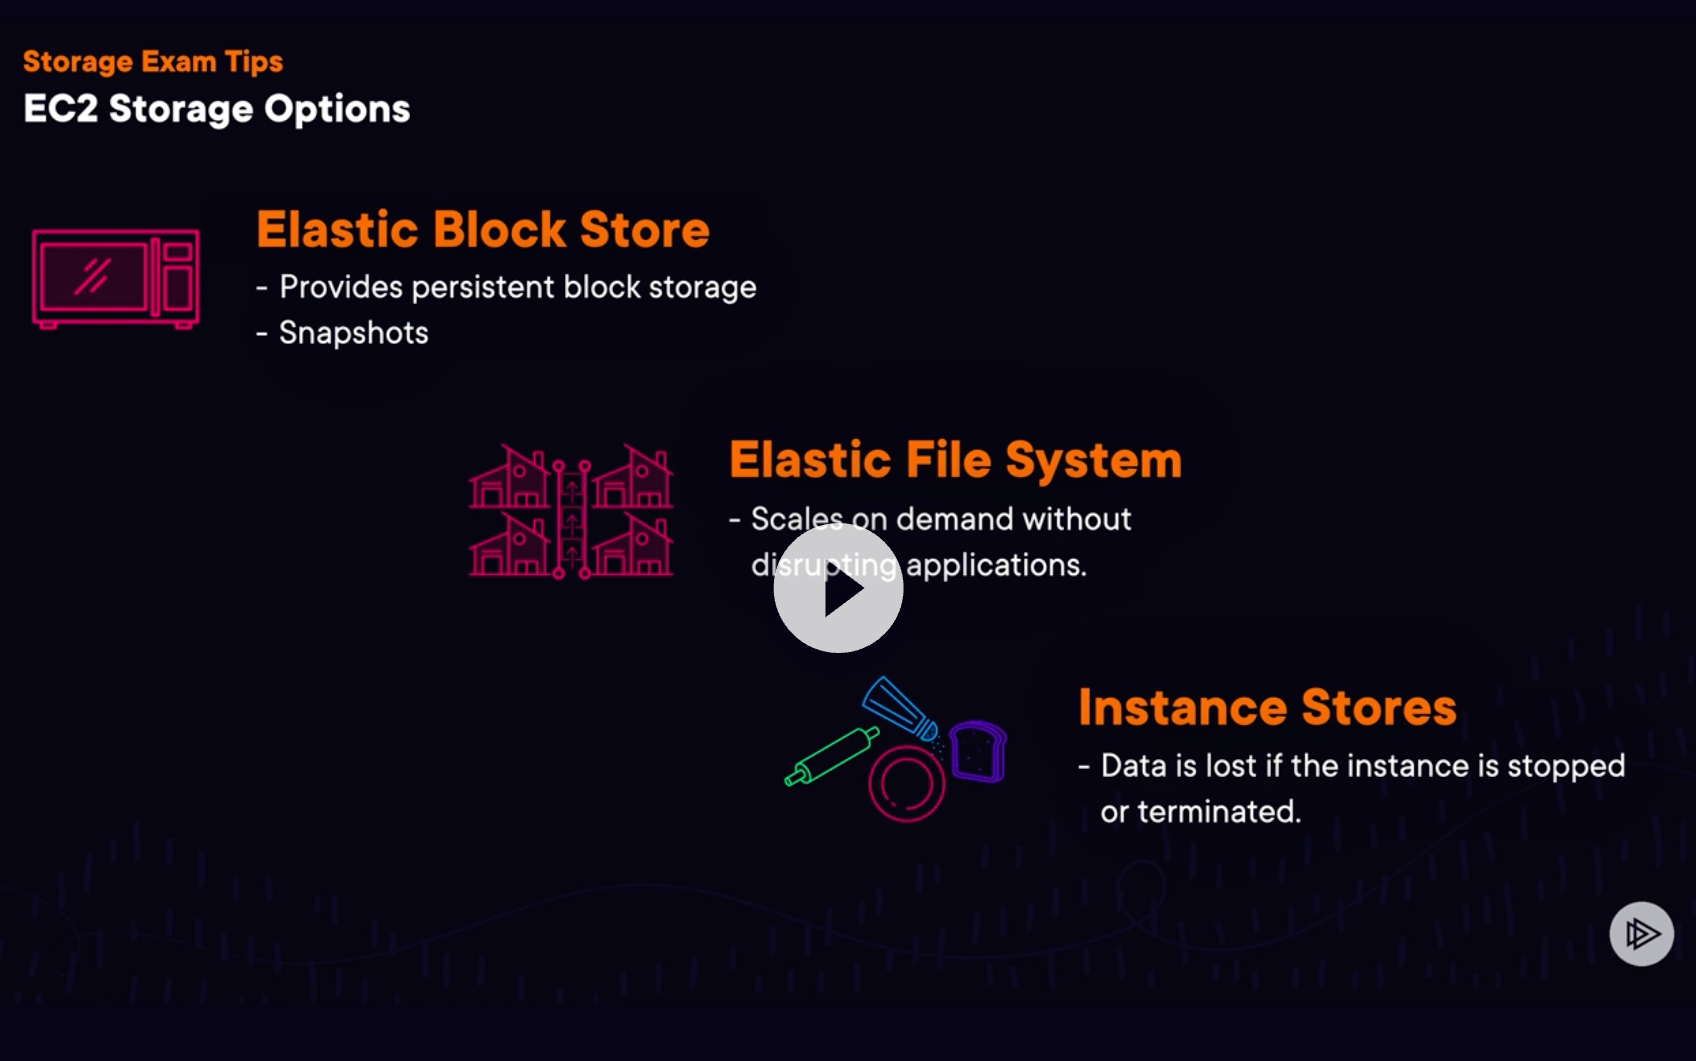 Storage Exam Tips
EC2 Storage Options
Elastic Block Store
- Provides persistent block storage
- Snapshots
Elastic File System
- Scales on demand without
disrupting applications.
Instance Stores
- Data is lost if the instance is stopped
or terminated.